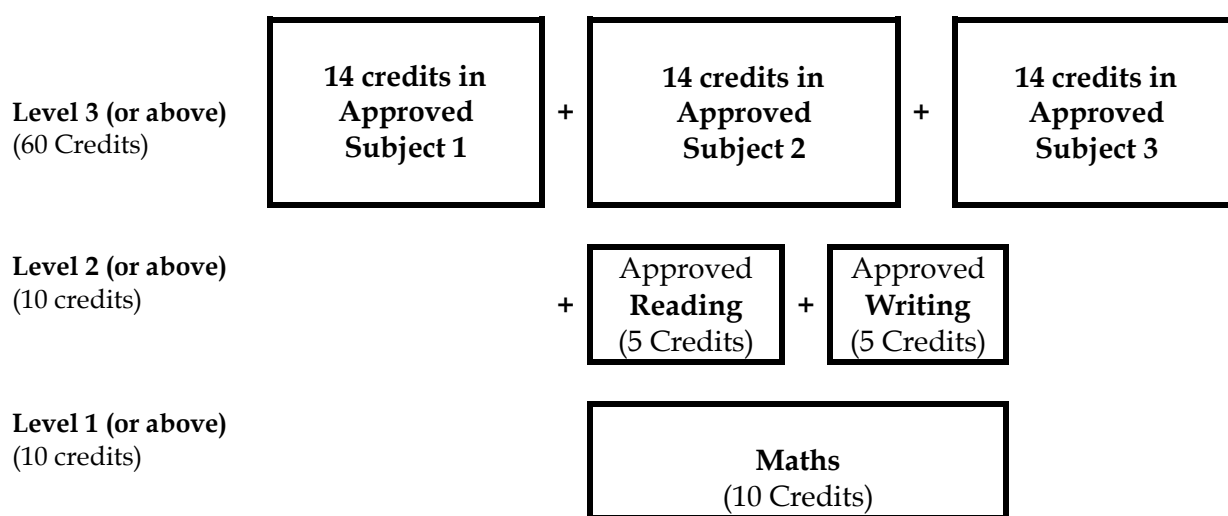 14 credits in
Approved
Subject 1
+
14 credits in
Approved
Subject 2
+
14 credits in
Approved
Subject 3
Level 3 (or above)
(60 Credits)
Level 2 (or above)
(10 credits)
+
Approved
Reading
(5 Credits)
+
Approved
Writing
(5 Credits)
Level 1 (or above)
(10 credits)
Maths
(10 Credits)